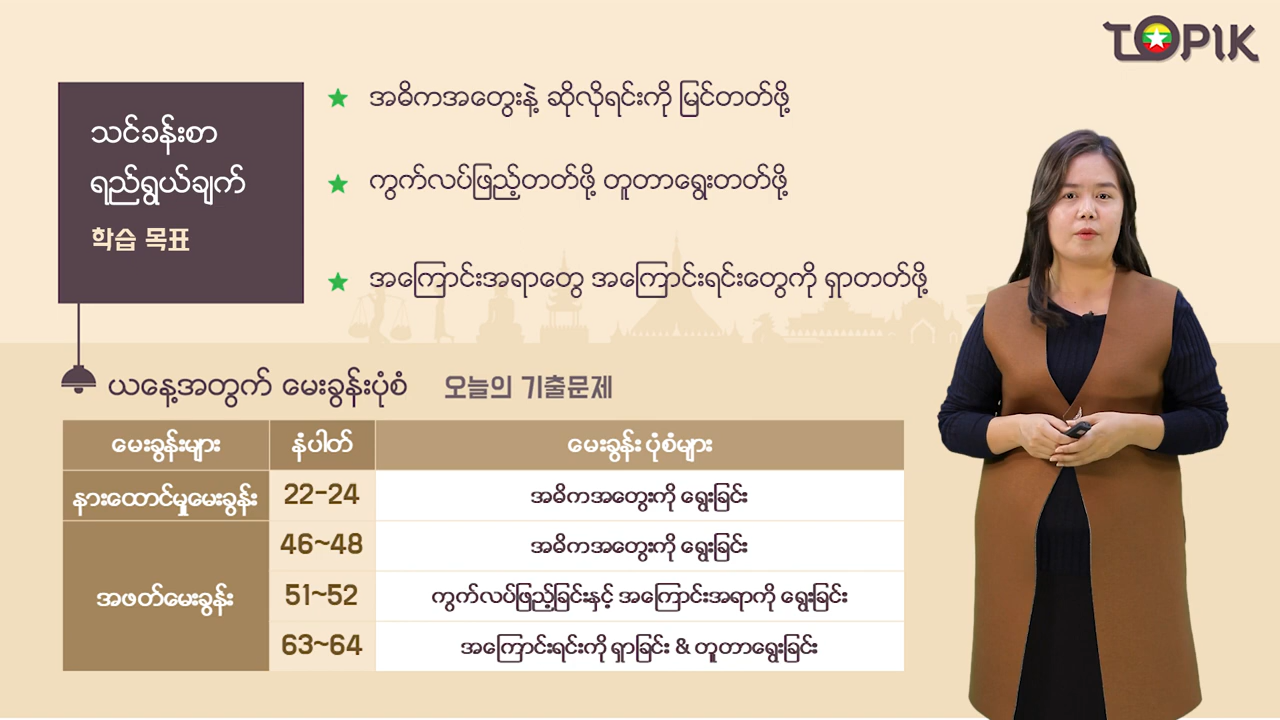 TOPIK
သင်ခန်းစာ
ရည်ရွယ်ချက်
학습 목표
အဓိကအတွေးနဲ့ ဆိုလိုရင်းကို မြင်တတ်ဖို့
ကွက်လပ်ဖြည့်တတ်ဖို့ တူတာရွေးတတ်ဖို့
အကြောင်းအရာတွေ အကြောင်းရင်းတွေကို ရှာတတ်ဖို့
ယနေ့အတွက် မေးခွန်းပုံစံ 오늘의 기출문제
မေးခွန်းများ နံပါတ် မေးခွန်း ပုံစံများ
နားထောင်မှုမေးခွန်း 22-24 အဓိကအတွေးကို ရွေးခြင်း
အဖတ်မေးခွန်း 46~48 အဓိကအတွေးကို ရွေးခြင်း
51~52 ကွက်လပ်ဖြည့်ခြင်းနှင့် အကြောင်းအရာကို ရွေးခြင်း
63~64 အကြောင်းရင်းကို ရှာခြင်း & တူတာရွေးခြင်း